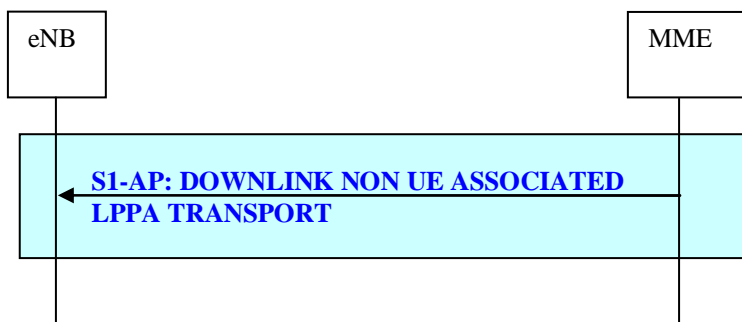 eNB
MME
S1-AP: DOWNLINK NON UE ASSOCIATED
LPPA TRANSPORT